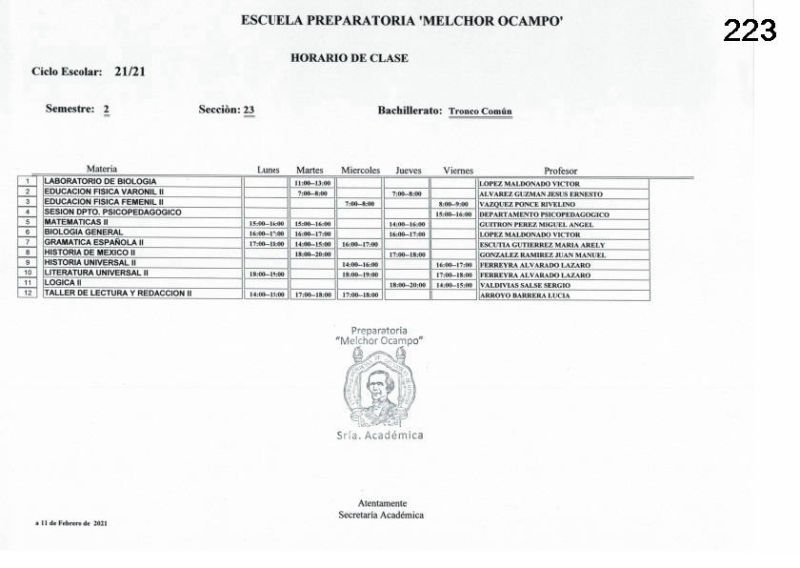 ESCUELA PREPARATORIA 'MELCHOR OCAMPO'
223
HORARIO DE CLASE
Ciclo Escolar: 21/21
Semestre: 2 Secciòn: 23 Bachillerato: Tronco Común
Materia Lunes Martes Miercoles Jueves Viernes Profesor
1 LABORATORIO DE BIOLOGIA 11:00--13:00 LOPEZ MALDONADO VICTOR
2 EDUCACION FISICA VARONIL II 7:00--8:00 7:00--8:00 ALVAREZ GUZMAN JESUS ERNESTO
3 EDUCACION FISICA FEMENIL II 7:00--8:00 8:00--9:00 VAZQUEZ PONCE RIVELINO
4 SESION DPTO. PSICOPEDAGOGICO 15:00--16:00 DEPARTAMENTO PSICOPEDAGOGICO
5 MATEMATICAS II 15:00--16:00 15:00--16:00 14:00--16:00 GUITRON PEREZ MIGUEL ANGEL
6 BIOLOGIA GENERAL 16:00--17:00 16:00--17:00 16:00--17:00 LOPEZ MALDONADO VICTOR
7 GRAMATICA ESPAÑOLA II 17:00--18:00 14:00--15:00 16:00--17:00 ESCUTIA GUTIERREZ MARIA ARELY
8 HISTORIA DE MEXICO II 18:00--20:00 17:00--18:00 GONZALEZ RAMIREZ JUAN MANUEL
9 HISTORIA UNIVERSAL II 14:00--16:00 16:00--17:00 FERREYRA ALVARADO LAZARO
10 LITERATURA UNIVERSAL II 18:00--19:00 18:00--19:00 17:00--18:00 FERREYRA ALVARADO LAZARO
11 LOGICA II 18:00--20:00 14:00--15:00 VALDIVIAS SALSE SERGIO
12 TALLER DE LECTURA Y REDACCION II 14:00--15:00 17:00--18:00 17:00--18:00 ARROYO BARRERA LUCIA
Preparatoria
"Melchor Ocampo"
Sria. Académica
Atentamente
Secretaria Académica
a 11 de Febrero de 2021